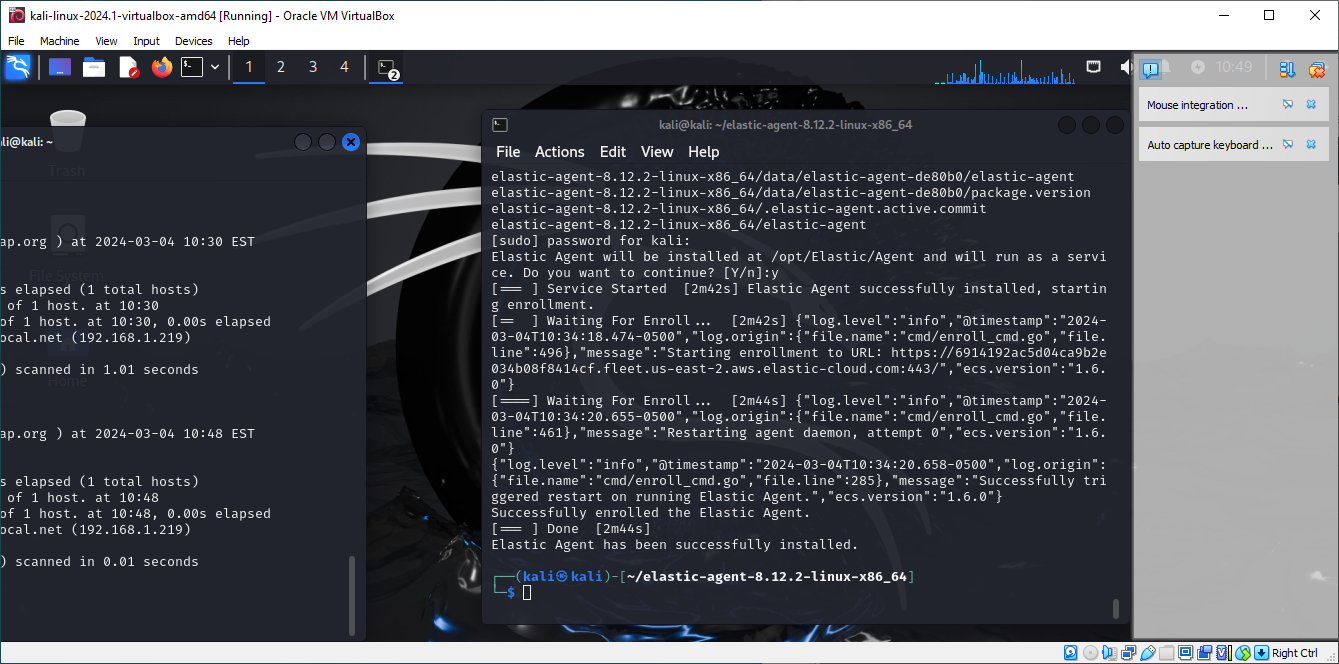 kali-linux-2024.1-virtualbox-amd64 [Running] - Oracle VM VirtualBox
File Machine View Input Devices Help
1 2 3 4 2 10:49
Mouse integration ...
Auto capture keyboard ...
Trash
File System
Home
li@kali: ~
ap.org ) at 2024-03-04 10:30 EST
s elapsed (1 total hosts)
of 1 host. at 10:30
of 1 host. at 10:30, 0.00s elapsed
ocal.net (192.168.1.219)
) scanned in 1.01 seconds
ap.org ) at 2024-03-04 10:48 EST
s elapsed (1 total hosts)
of 1 host. at 10:48
of 1 host. at 10:48, 0.00s elapsed
ocal.net (192.168.1.219)
) scanned in 0.01 seconds
kali@kali: ~/elastic-agent-8.12.2-linux-x86_64
File Actions Edit View Help
elastic-agent-8.12.2-linux-x86_64/data/elastic-agent-de80b0/elastic-agent
elastic-agent-8.12.2-linux-x86_64/data/elastic-agent-de80b0/package.version
elastic-agent-8.12.2-linux-x86_64/.elastic-agent.active.commit
elastic-agent-8.12.2-linux-x86_64/elastic-agent
[sudo] password for kali:
Elastic Agent will be installed at /opt/Elastic/Agent and will run as a servi
ce. Do you want to continue? [Y/n]:y
[=== ] Service Started [2m42s] Elastic Agent successfully installed, startin
g enrollment.
[== ] Waiting For Enroll... [2m42s] {"log.level":"info","@timestamp":"2024-
03-04T10:34:18.474-0500","log.origin":{"file.name":"cmd/enroll_cmd.go","file.
line":496},"message":"Starting enrollment to URL: https://6914192ac5d04ca9b2e
034b08f8414cf.fleet.us-east-2.aws.elastic-cloud.com:443/","ecs.version":"1.6.
0"}
[====] Waiting For Enroll... [2m44s] {"log.level":"info","@timestamp":"2024-
03-04T10:34:20.655-0500","log.origin":{"file.name":"cmd/enroll_cmd.go","file.
line":461},"message":"Restarting agent daemon, attempt 0","ecs.version":"1.6.
0"}
{"log.level":"info","@timestamp":"2024-03-04T10:34:20.658-0500","log.origin":
{"file.name":"cmd/enroll_cmd.go","file.line":285},"message":"Successfully tri
ggered restart on running Elastic Agent.","ecs.version":"1.6.0"}
Successfully enrolled the Elastic Agent.
[=== ] Done [2m44s]
Elastic Agent has been successfully installed.
┌──(kali㉿kali)-[~/elastic-agent-8.12.2-linux-x86_64]
└─$
Right Ctrl